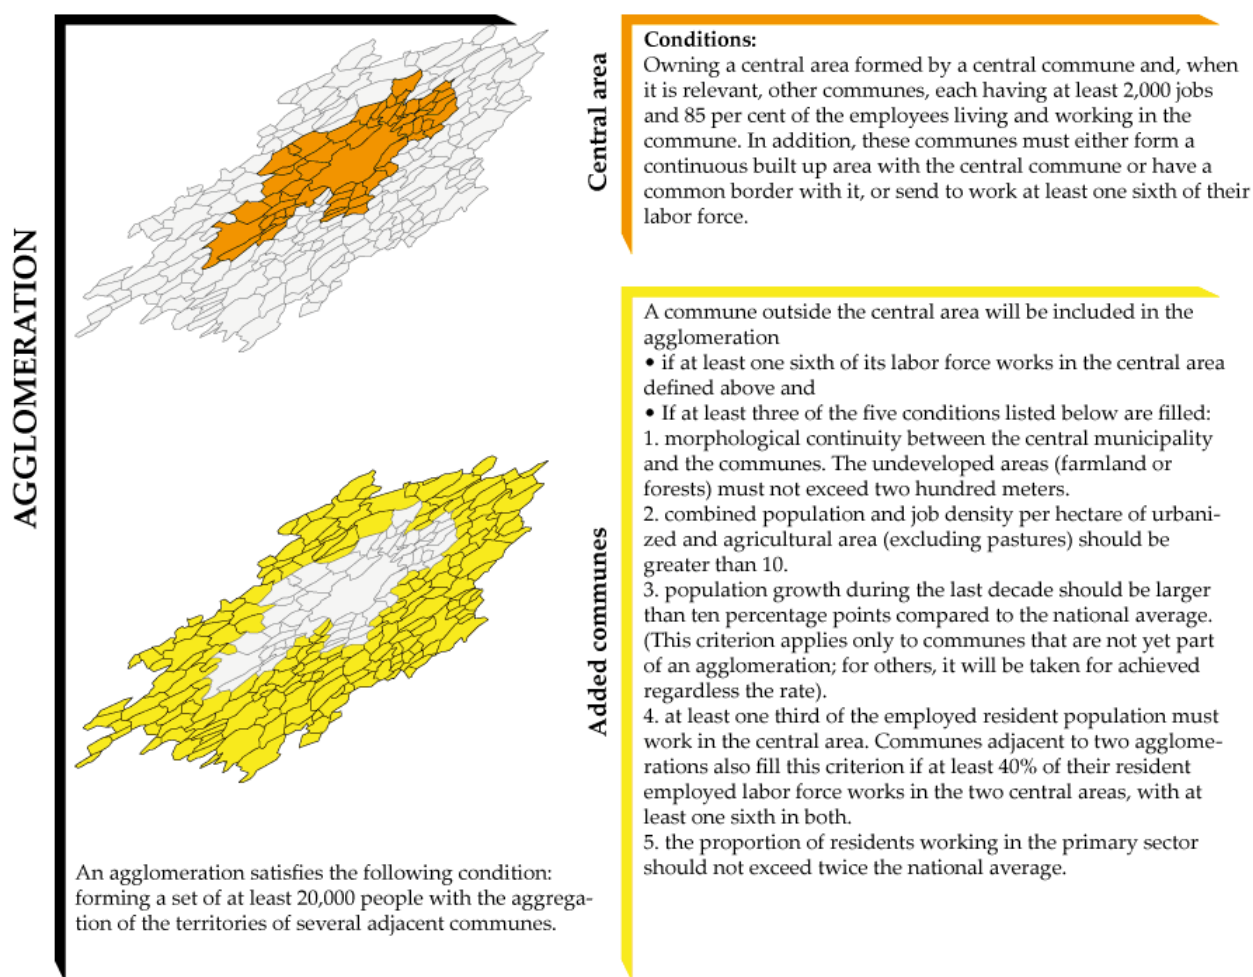 AGGLOMERATION
An agglomeration satisfies the following condition:
forming a set of at least 20,000 people with the aggrega-
tion of the territories of several adjacent communes.
Central area
Conditions:
Owning a central area formed by a central commune and, when
it is relevant, other communes, each having at least 2,000 jobs
and 85 per cent of the employees living and working in the
commune. In addition, these communes must either form a
continuous built up area with the central commune or have a
common border with it, or send to work at least one sixth of their
labor force.
Added communes
A commune outside the central area will be included in the
agglomeration
• if at least one sixth of its labor force works in the central area
defined above and
• If at least three of the five conditions listed below are filled:
1. morphological continuity between the central municipality
and the communes. The undeveloped areas (farmland or
forests) must not exceed two hundred meters.
2. combined population and job density per hectare of urbani-
zed and agricultural area (excluding pastures) should be
greater than 10.
3. population growth during the last decade should be larger
than ten percentage points compared to the national average.
(This criterion applies only to communes that are not yet part
of an agglomeration; for others, it will be taken for achieved
regardless the rate).
4. at least one third of the employed resident population must
work in the central area. Communes adjacent to two agglome-
rations also fill this criterion if at least 40% of their resident
employed labor force works in the two central areas, with at
least one sixth in both.
5. the proportion of residents working in the primary sector
should not exceed twice the national average.